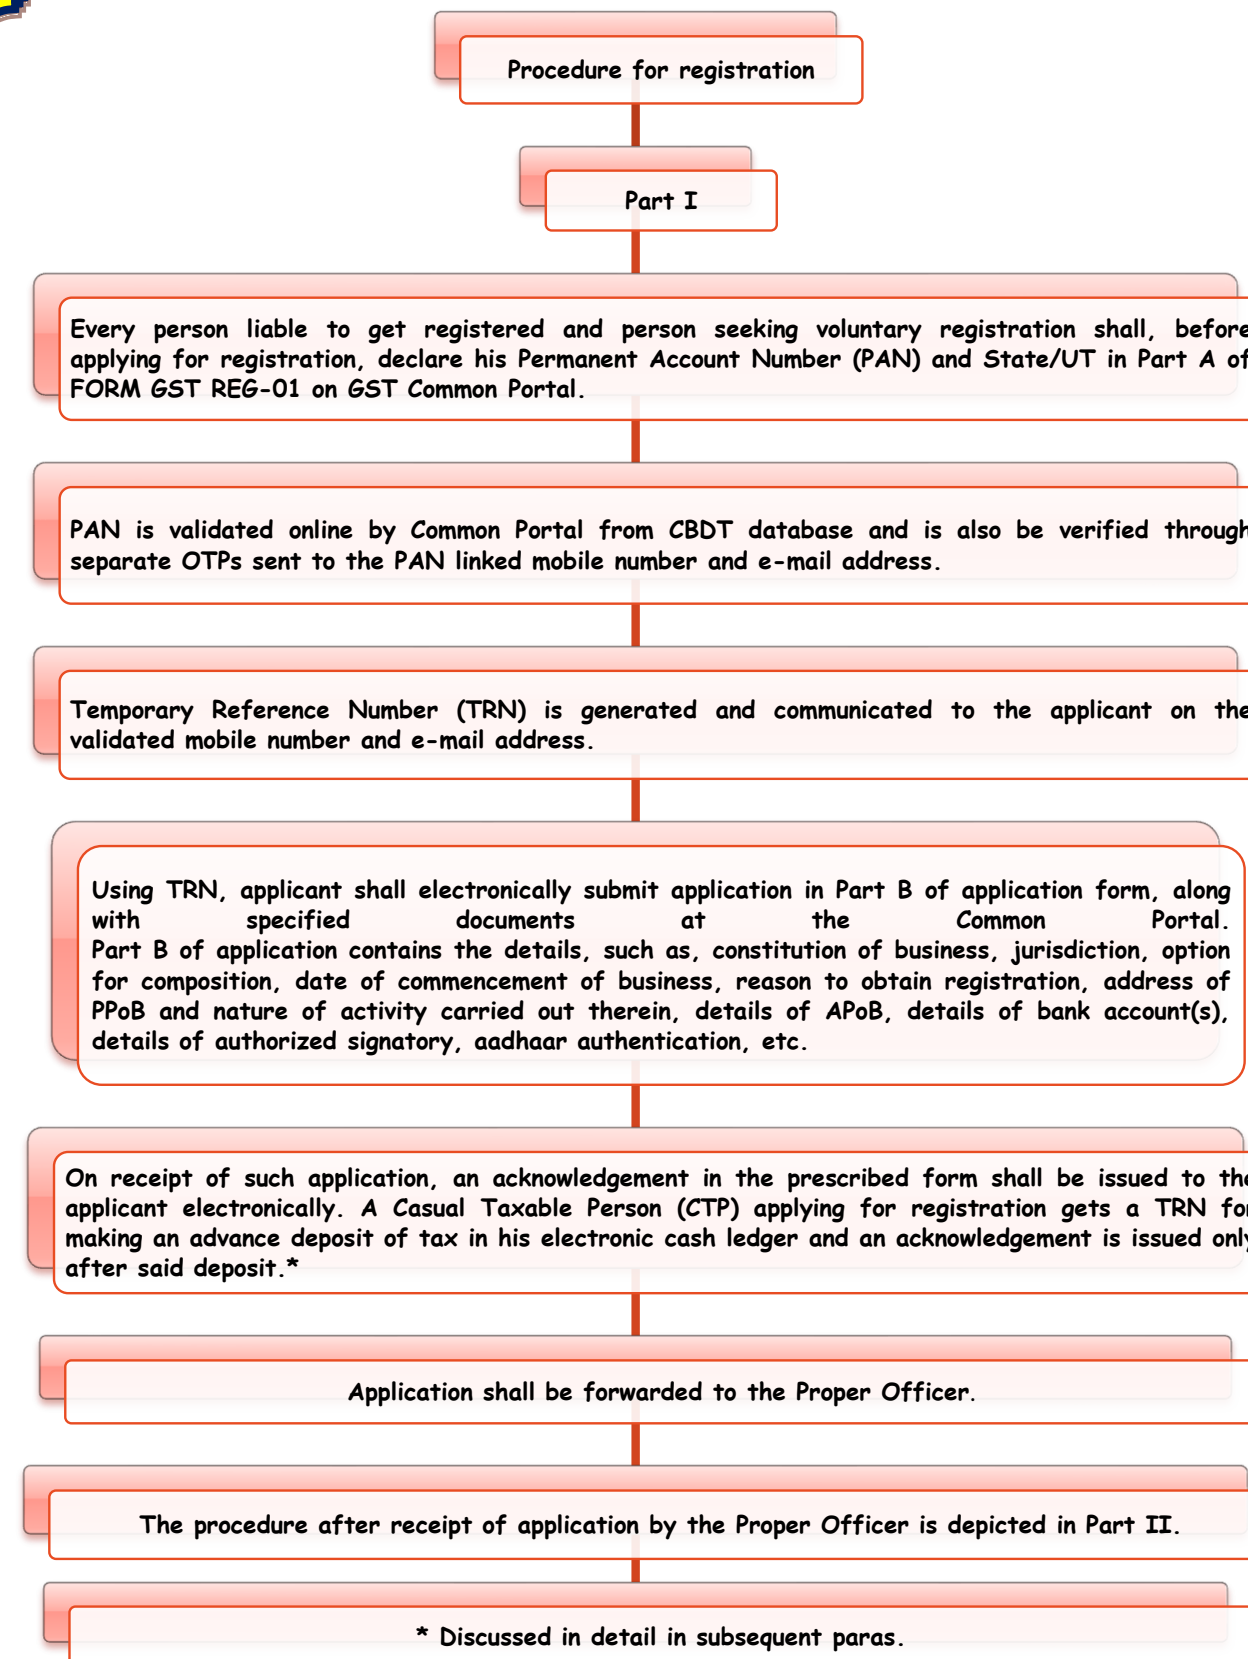 Procedure for registration
Part I
Every person liable to get registered and person seeking voluntary registration shall, before
applying for registration, declare his Permanent Account Number (PAN) and State/UT in Part A of
FORM GST REG-01 on GST Common Portal.
PAN is validated online by Common Portal from CBDT database and is also be verified through
separate OTPs sent to the PAN linked mobile number and e-mail address.
Temporary Reference Number (TRN) is generated and communicated to the applicant on the
validated mobile number and e-mail address.
Using TRN, applicant shall electronically submit application in Part B of application form, along
with specified documents at the Common Portal.
Part B of application contains the details, such as, constitution of business, jurisdiction, option
for composition, date of commencement of business, reason to obtain registration, address of
PPoB and nature of activity carried out therein, details of APoB, details of bank account(s),
details of authorized signatory, aadhaar authentication, etc.
On receipt of such application, an acknowledgement in the prescribed form shall be issued to the
applicant electronically. A Casual Taxable Person (CTP) applying for registration gets a TRN for
making an advance deposit of tax in his electronic cash ledger and an acknowledgement is issued only
after said deposit.*
Application shall be forwarded to the Proper Officer.
The procedure after receipt of application by the Proper Officer is depicted in Part II.
* Discussed in detail in subsequent paras.